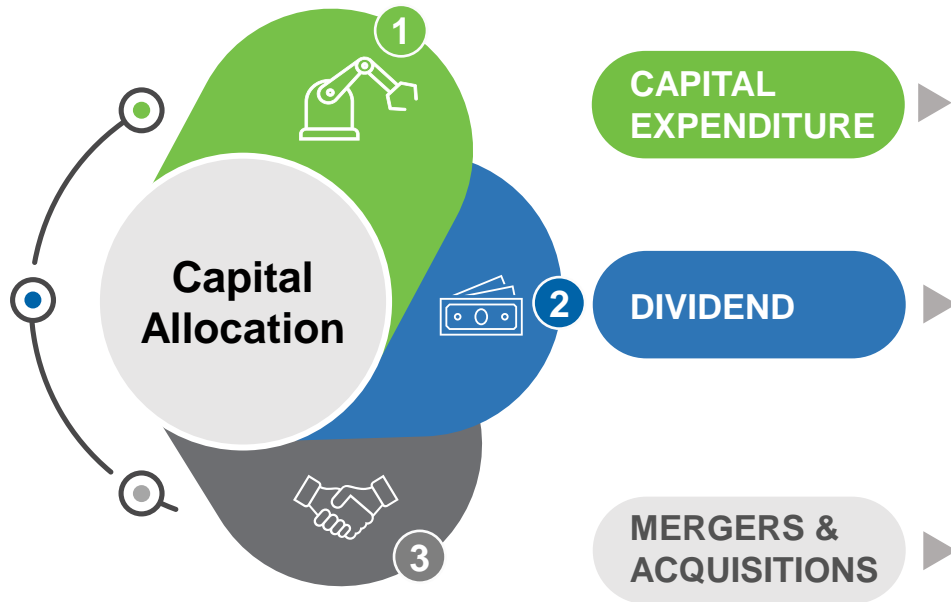 1
CAPITAL
EXPENDITURE
Capital
Allocation
2
DIVIDEND
3
MERGERS &
ACQUISITIONS